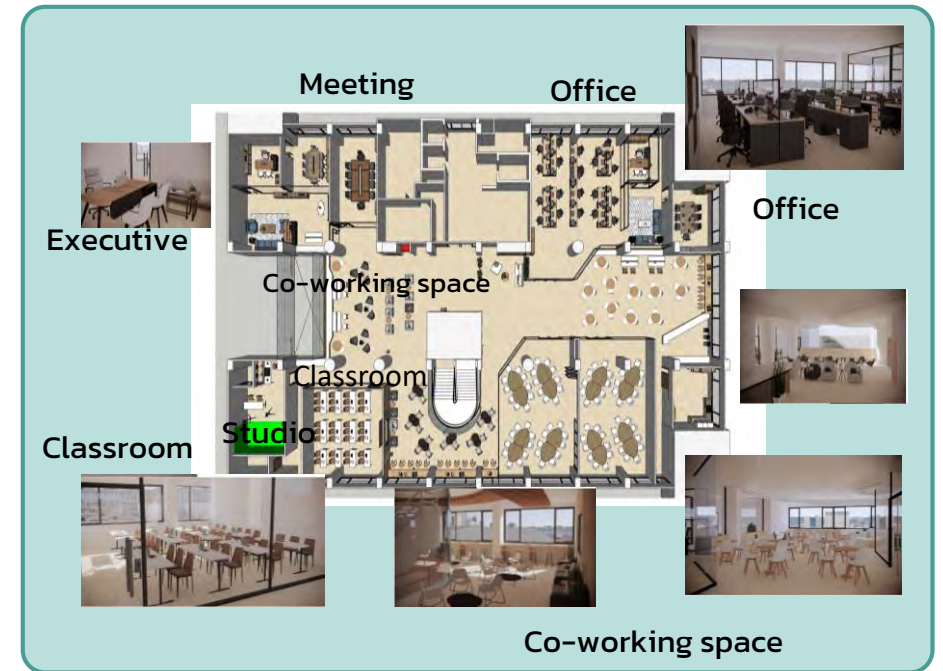 Meeting
Office
Office
Executive
Co-working space
Classroom
Studio
Classroom
Co-working space